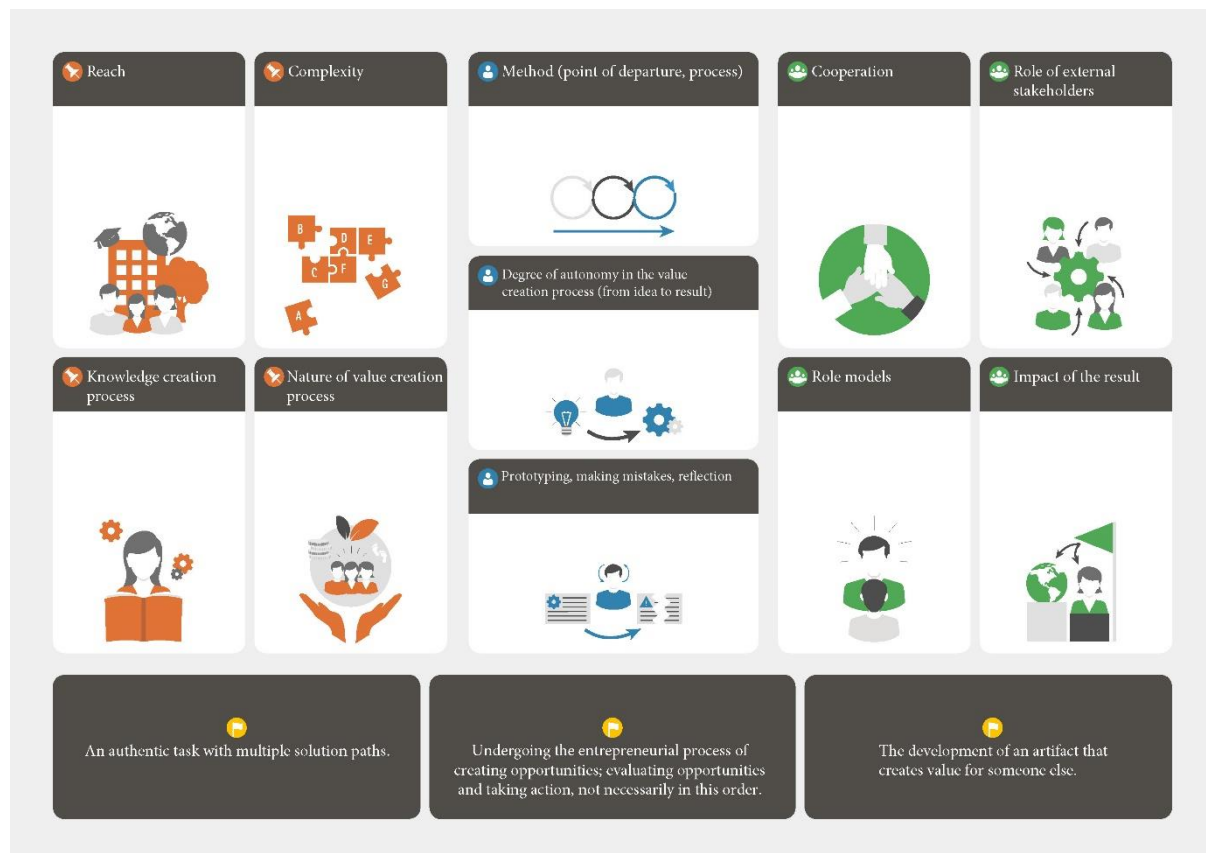 Reach
Complexity
Method (point of departure, process)
Cooperation
Role of external
stakeholders
B
D
E
C
F
G
A
Degree of autonomy in the value
creation process (from idea to result)
Knowledge creation
process
Nature of value creation
process
Role models
Impact of the result
Prototyping, making mistakes, reflection
An authentic task with multiple solution paths.
Undergoing the entrepreneurial process of
creating opportunities; evaluating opportunities
and taking action, not necessarily in this order.
The development of an artifact that
creates value for someone else.